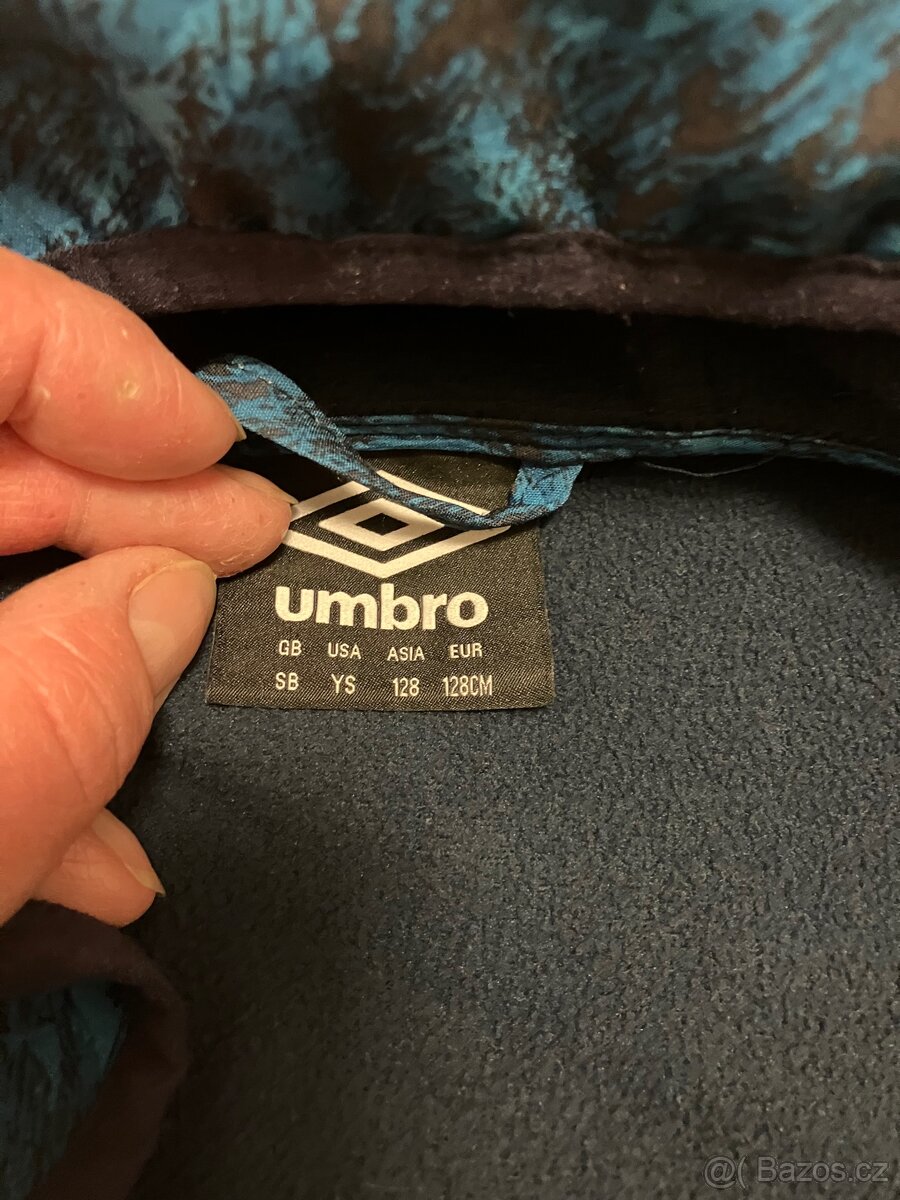 umbro
GB USA ASIA EUR
SB YS 128 128CM
@( Bazos.cz